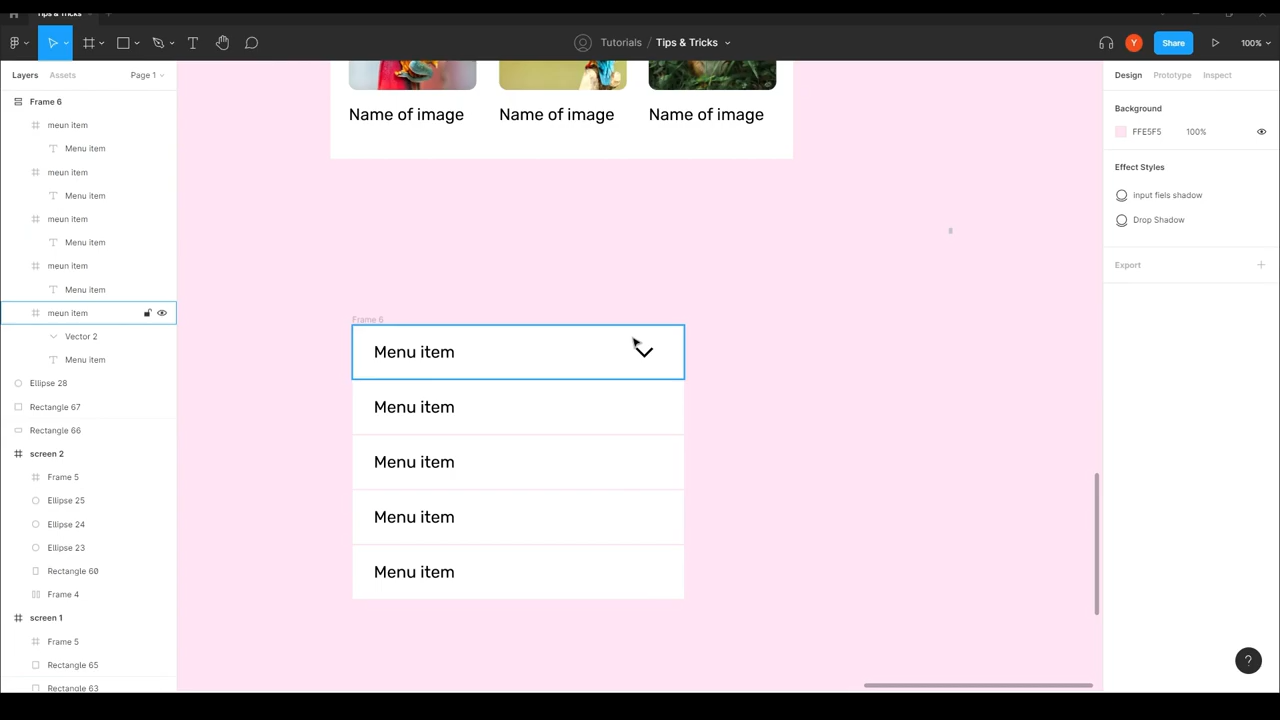 Tips & Tricks
Tutorials / Tips & Tricks
Y
Share
100%
Layers
Assets
Page 1
Frame 6
meun item
Menu item
meun item
Menu item
meun item
Menu item
meun item
Menu item
meun item
Vector 2
Menu item
Ellipse 28
Rectangle 67
Rectangle 66
screen 2
Frame 5
Ellipse 25
Ellipse 24
Ellipse 23
Rectangle 60
Frame 4
screen 1
Frame 5
Rectangle 65
Rectangle 63
Name of image
Name of image
Name of image
Frame 6
Menu item
Menu item
Menu item
Menu item
Menu item
Design
Prototype
Inspect
Background
FFE5F5
100%
Effect Styles
input fiels shadow
Drop Shadow
Export
?